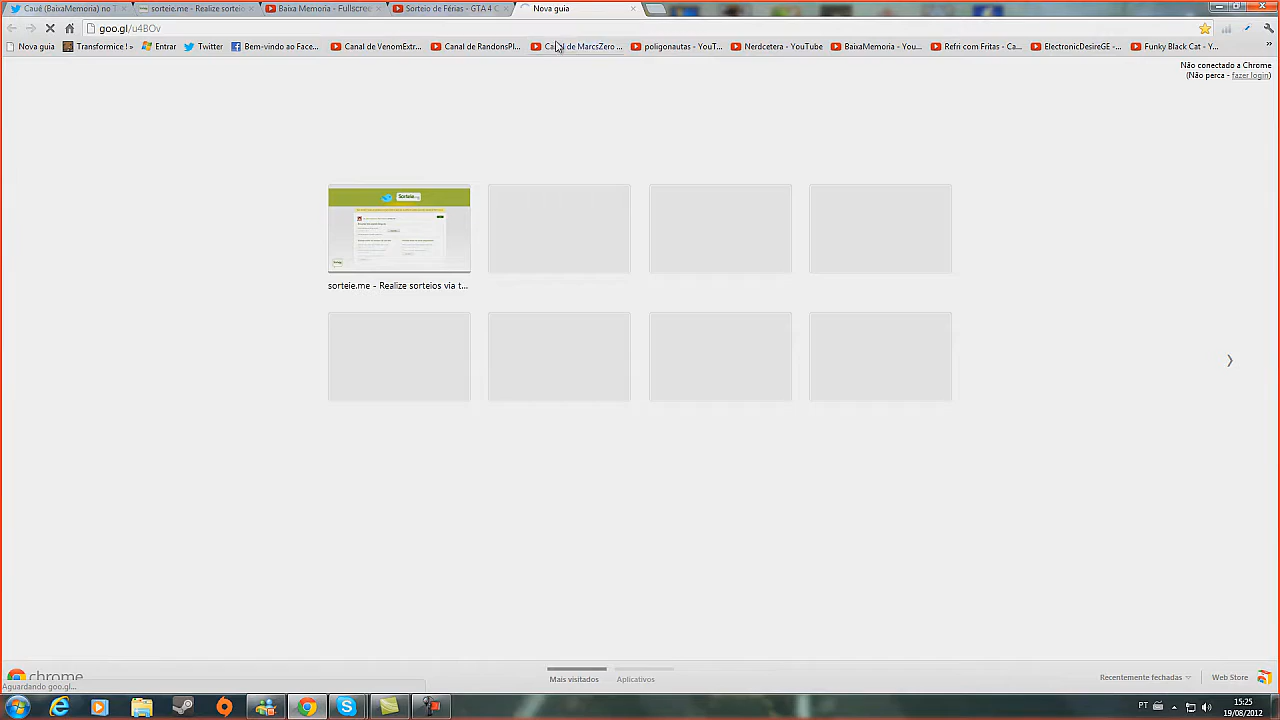 Cauê (BaixaMemoria) no T
sorteie.me - Realize sorteio
Baixa Memoria - Fullscree
Sorteio de Férias - GTA 4 C
Nova guia
goo.gl/u4BOv
Nova guia
Transformice ! »
Entrar
Twitter
Bem-vindo ao Face...
Canal de VenomExtr...
Canal de RandonsPl...
Canal de MarcsZero ...
poligonautas - YouT...
Nerdcetera - YouTube
BaixaMemoria - You...
Refri com Fritas - Ca...
ElectronicDesireGE -...
Funky Black Cat - Y...
»
Não conectado a Chrome
(Não perca - fazer login)
Sorteie.me
sorteie.me - Realize sorteios via t...
chrome
Mais visitados
Aplicativos
Recentemente fechadas
Web Store
Aguardando goo.gl...
PT
15:25
19/08/2012